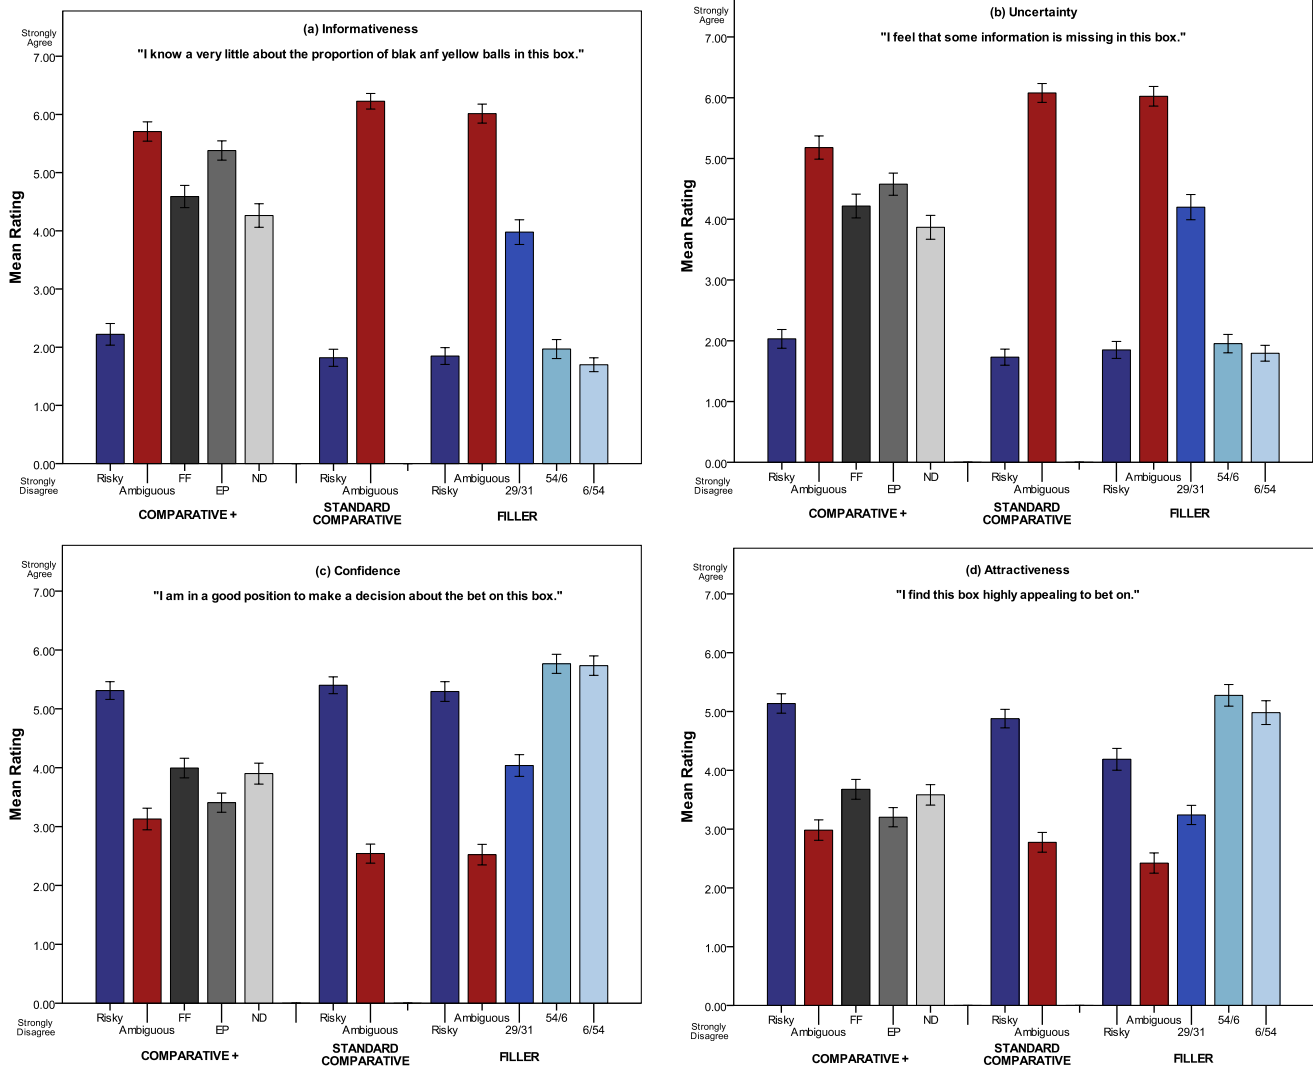 (a) Informativeness
Strongly
Agree
"I know a very little about the proportion of blak anf yellow balls in this box."
7.00
6.00
5.00
4.00
3.00
2.00
1.00
0.00
Mean Rating
Strongly
Disagree
Risky
Ambiguous
FF
EP
ND
Risky
Ambiguous
Risky
Ambiguous
29/31
54/6
6/54
COMPARATIVE +
STANDARD
COMPARATIVE
FILLER
(b) Uncertainty
Strongly
Agree
"I feel that some information is missing in this box."
7.00
6.00
5.00
4.00
3.00
2.00
1.00
0.00
Mean Rating
Strongly
Disagree
Risky
Ambiguous
FF
EP
ND
Risky
Ambiguous
Risky
Ambiguous
29/31
54/6
6/54
COMPARATIVE +
STANDARD
COMPARATIVE
FILLER
(c) Confidence
Strongly
Agree
"I am in a good position to make a decision about the bet on this box."
7.00
6.00
5.00
4.00
3.00
2.00
1.00
0.00
Mean Rating
Strongly
Disagree
Risky
Ambiguous
FF
EP
ND
Risky
Ambiguous
Risky
Ambiguous
29/31
54/6
6/54
COMPARATIVE +
STANDARD
COMPARATIVE
FILLER
(d) Attractiveness
Strongly
Agree
"I find this box highly appealing to bet on."
7.00
6.00
5.00
4.00
3.00
2.00
1.00
0.00
Mean Rating
Strongly
Disagree
Risky
Ambiguous
FF
EP
ND
Risky
Ambiguous
Risky
Ambiguous
29/31
54/6
6/54
COMPARATIVE +
STANDARD
COMPARATIVE
FILLER